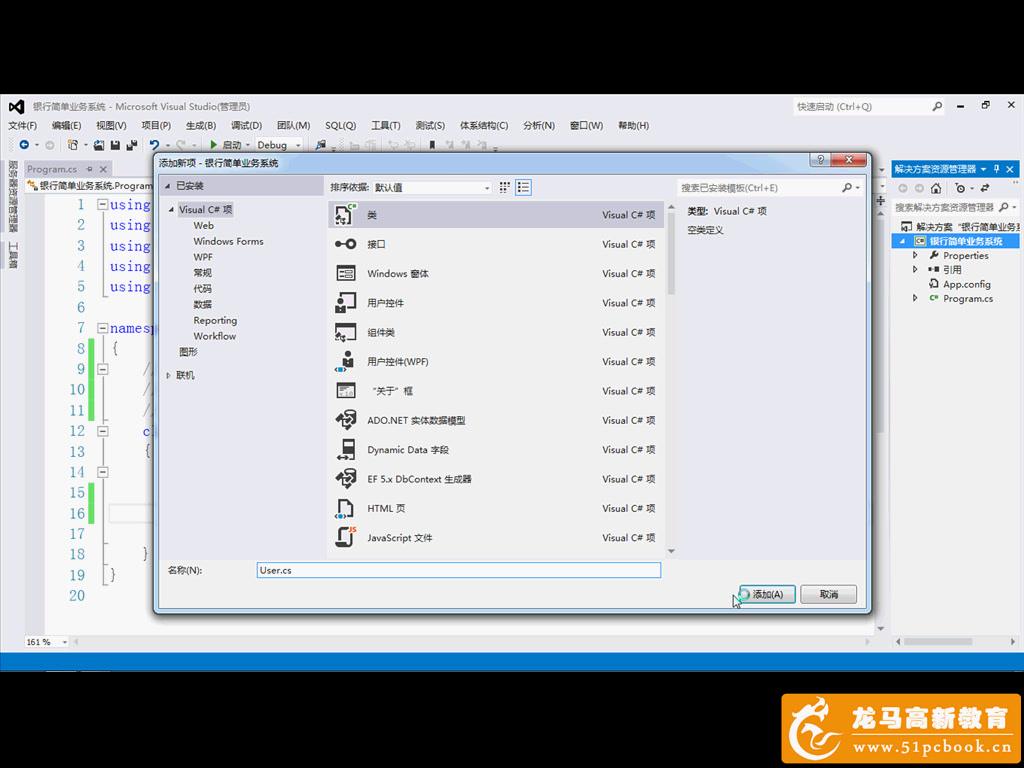 银行简单业务系统 - Microsoft Visual Studio(管理员)
快速启动 (Ctrl+Q)
文件(F) 编辑(E) 视图(V) 项目(P) 生成(B) 调试(D) 团队(M) SQL(Q) 工具(T) 测试(S) 体系结构(C) 分析(N) 窗口(W) 帮助(H)
启动 Debug
服务器资源管理器
工具箱
Program.cs
银行简单业务系统.Program
1 using
2 using
3 using
4 using
5 using
6
7 namesp
8 {
9 //
10 //
11 //
12 c
13 {
14
15
16
17
18 }
19 }
20
161 %
添加新项 - 银行简单业务系统
已安装
Visual C# 项
Web
Windows Forms
WPF
常规
代码
数据
Reporting
Workflow
图形
联机
排序依据: 默认值
搜索已安装模板(Ctrl+E)
类 Visual C# 项
接口 Visual C# 项
Windows 窗体 Visual C# 项
用户控件 Visual C# 项
组件类 Visual C# 项
用户控件(WPF) Visual C# 项
“关于”框 Visual C# 项
ADO.NET 实体数据模型 Visual C# 项
Dynamic Data 字段 Visual C# 项
EF 5.x DbContext 生成器 Visual C# 项
HTML 页 Visual C# 项
JavaScript 文件 Visual C# 项
类型: Visual C# 项
空类定义
名称(N): User.cs
添加(A) 取消
解决方案资源管理器
搜索解决方案资源管理器
解决方案 "银行简单业务系
银行简单业务系统
Properties
引用
App.config
Program.cs
龙马高新教育
www.51pcbook.cn